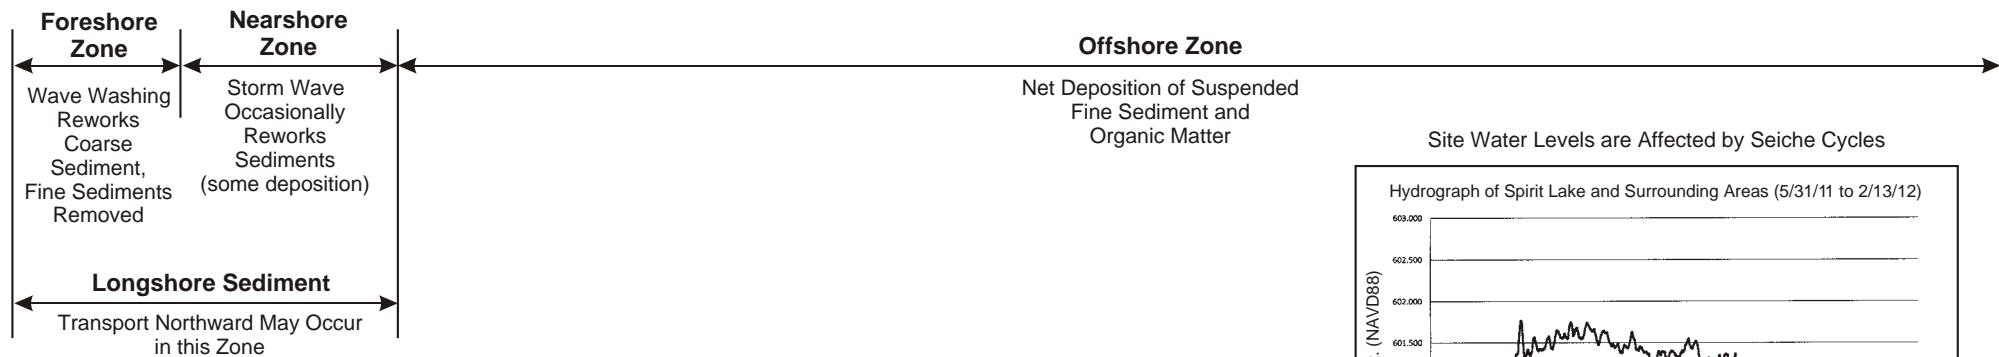 Foreshore
Zone
Nearshore
Zone
Offshore Zone
Wave Washing
Reworks
Coarse
Sediment,
Fine Sediments
Removed
Storm Wave
Occasionally
Reworks
Sediments
(some deposition)
Net Deposition of Suspended
Fine Sediment and
Organic Matter
Longshore Sediment
Transport Northward May Occur
in this Zone
Site Water Levels are Affected by Seiche Cycles
Hydrograph of Spirit Lake and Surrounding Areas (5/31/11 to 2/13/12)
603.000
602.500
602.000
601.500
(NAVD88)